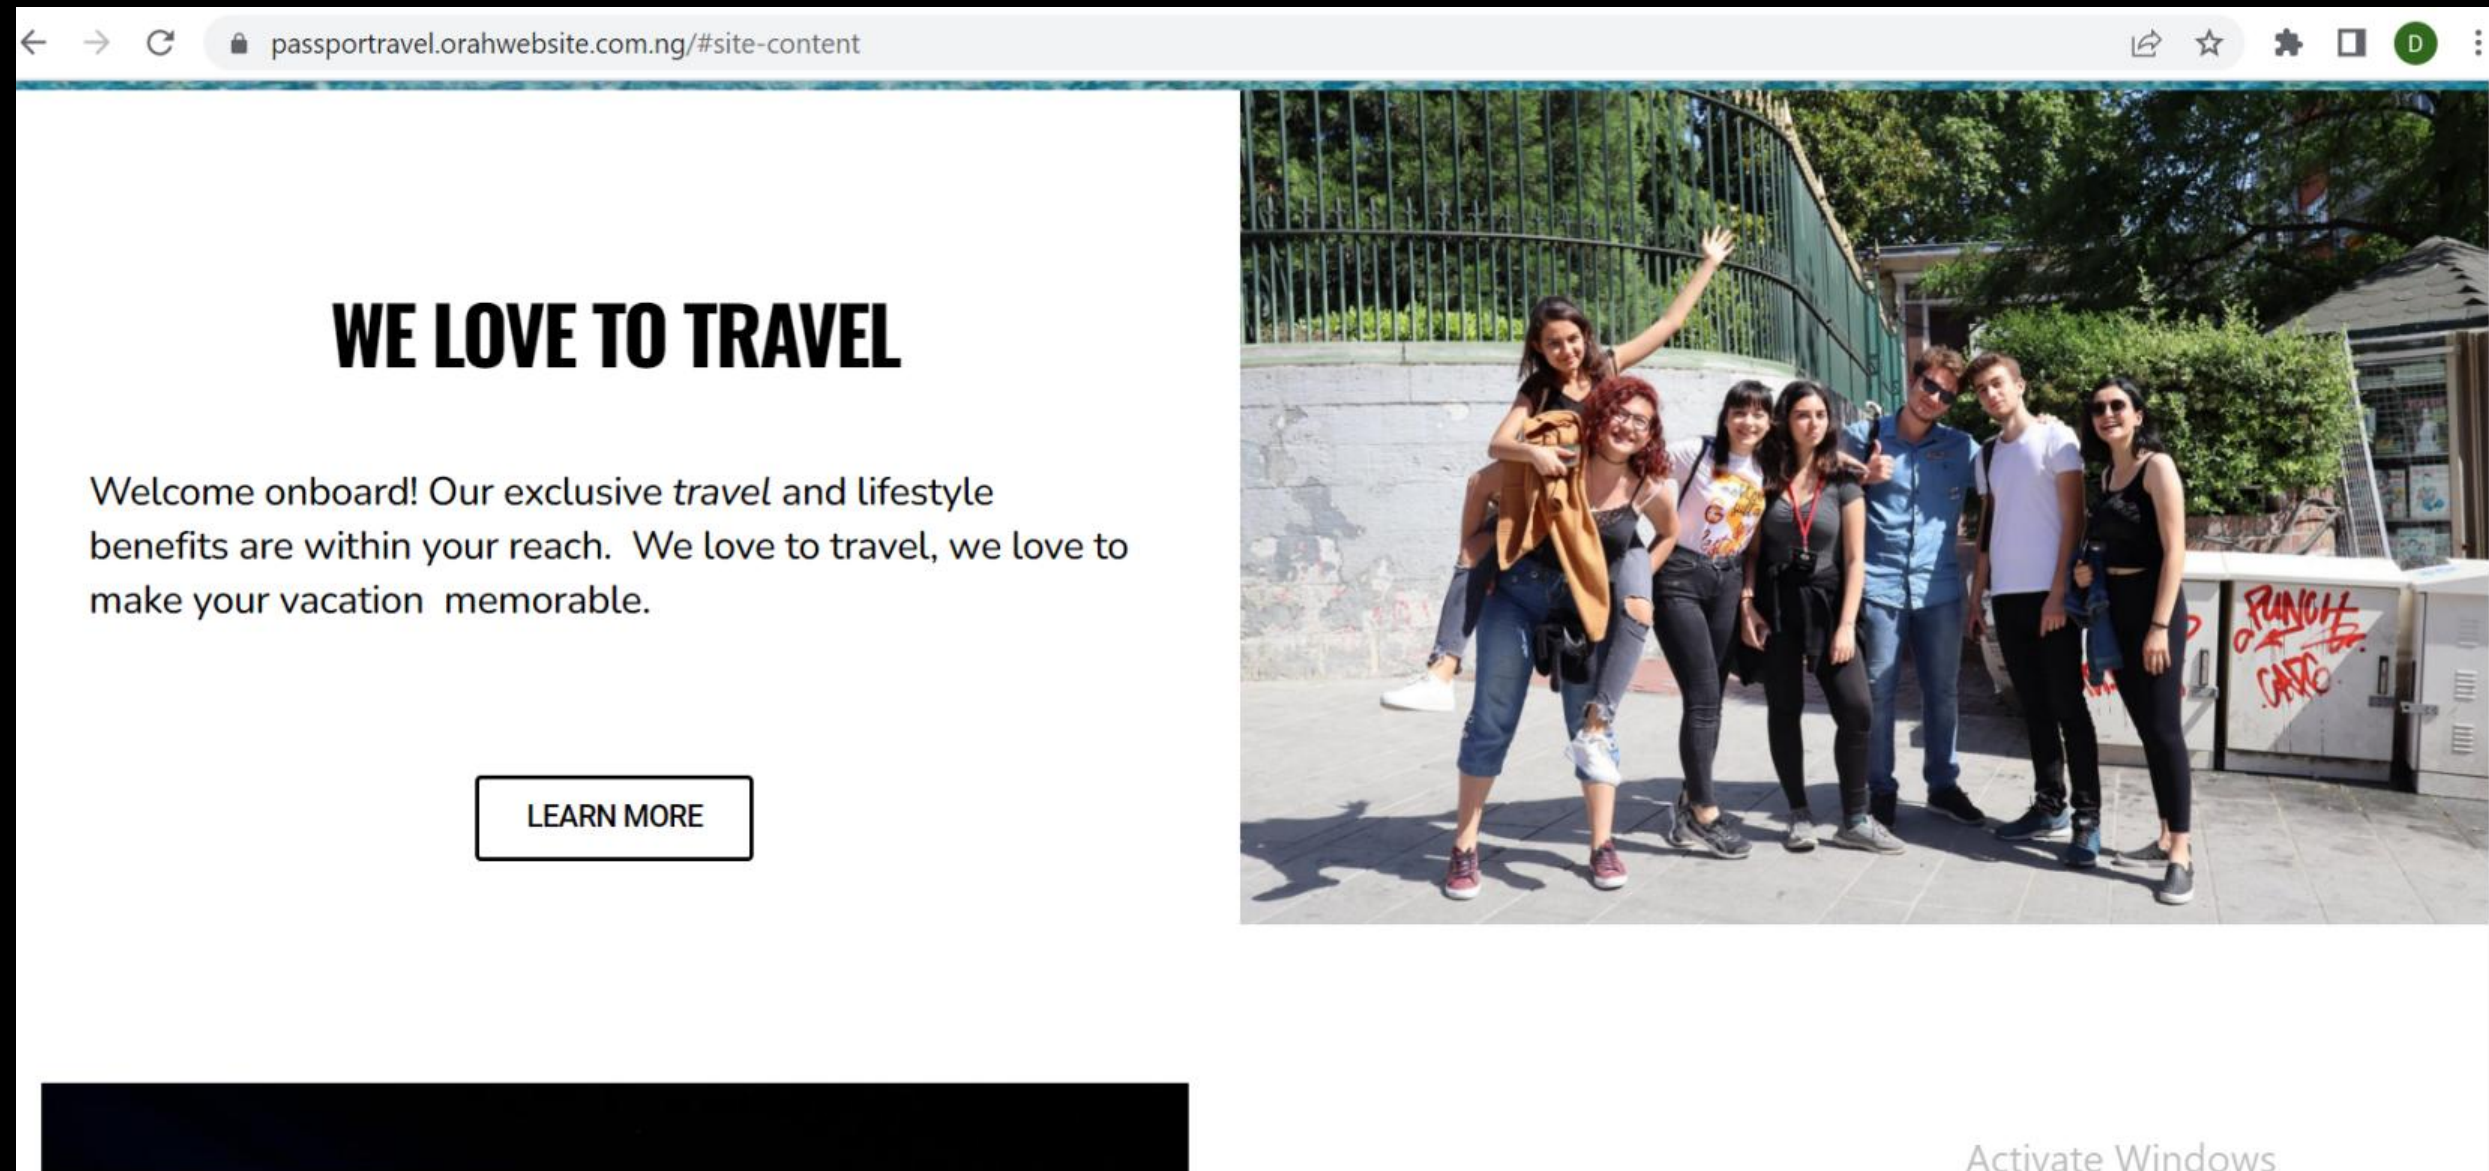 passportravel.orahwebsite.com.ng/#site-content
D
WE LOVE TO TRAVEL
Welcome onboard! Our exclusive travel and lifestyle
benefits are within your reach.  We love to travel, we love to
make your vacation  memorable.
LEARN MORE
PUNCH
Activate Windows